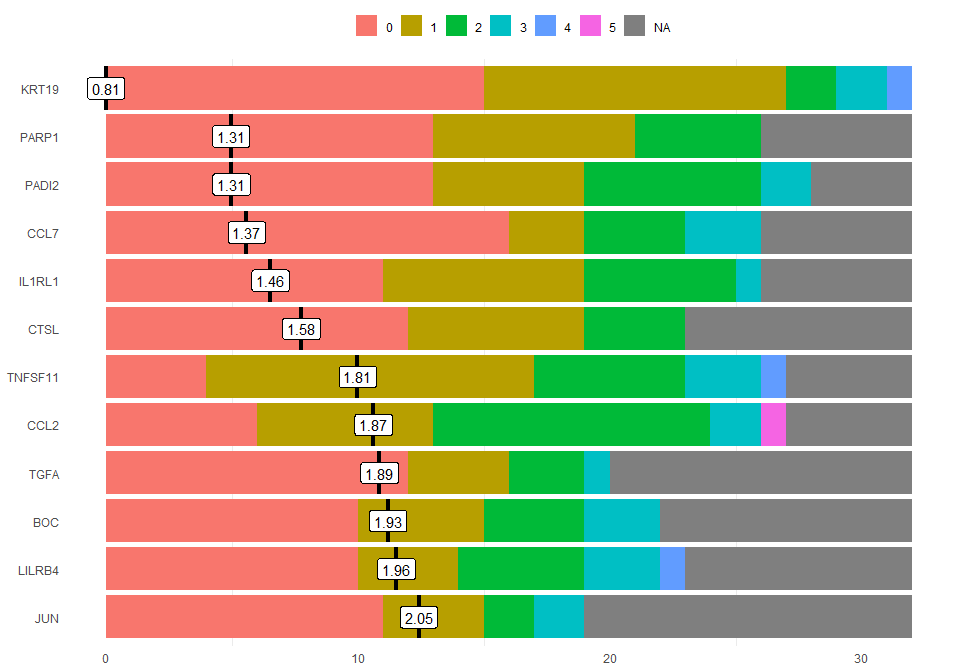 0 1 2 3 4 5 NA
KRT19 0.81
PARP1 1.31
PADI2 1.31
CCL7 1.37
IL1RL1 1.46
CTSL 1.58
TNFSF11 1.81
CCL2 1.87
TGFA 1.89
BOC 1.93
LILRB4 1.96
JUN 2.05
0 10 20 30